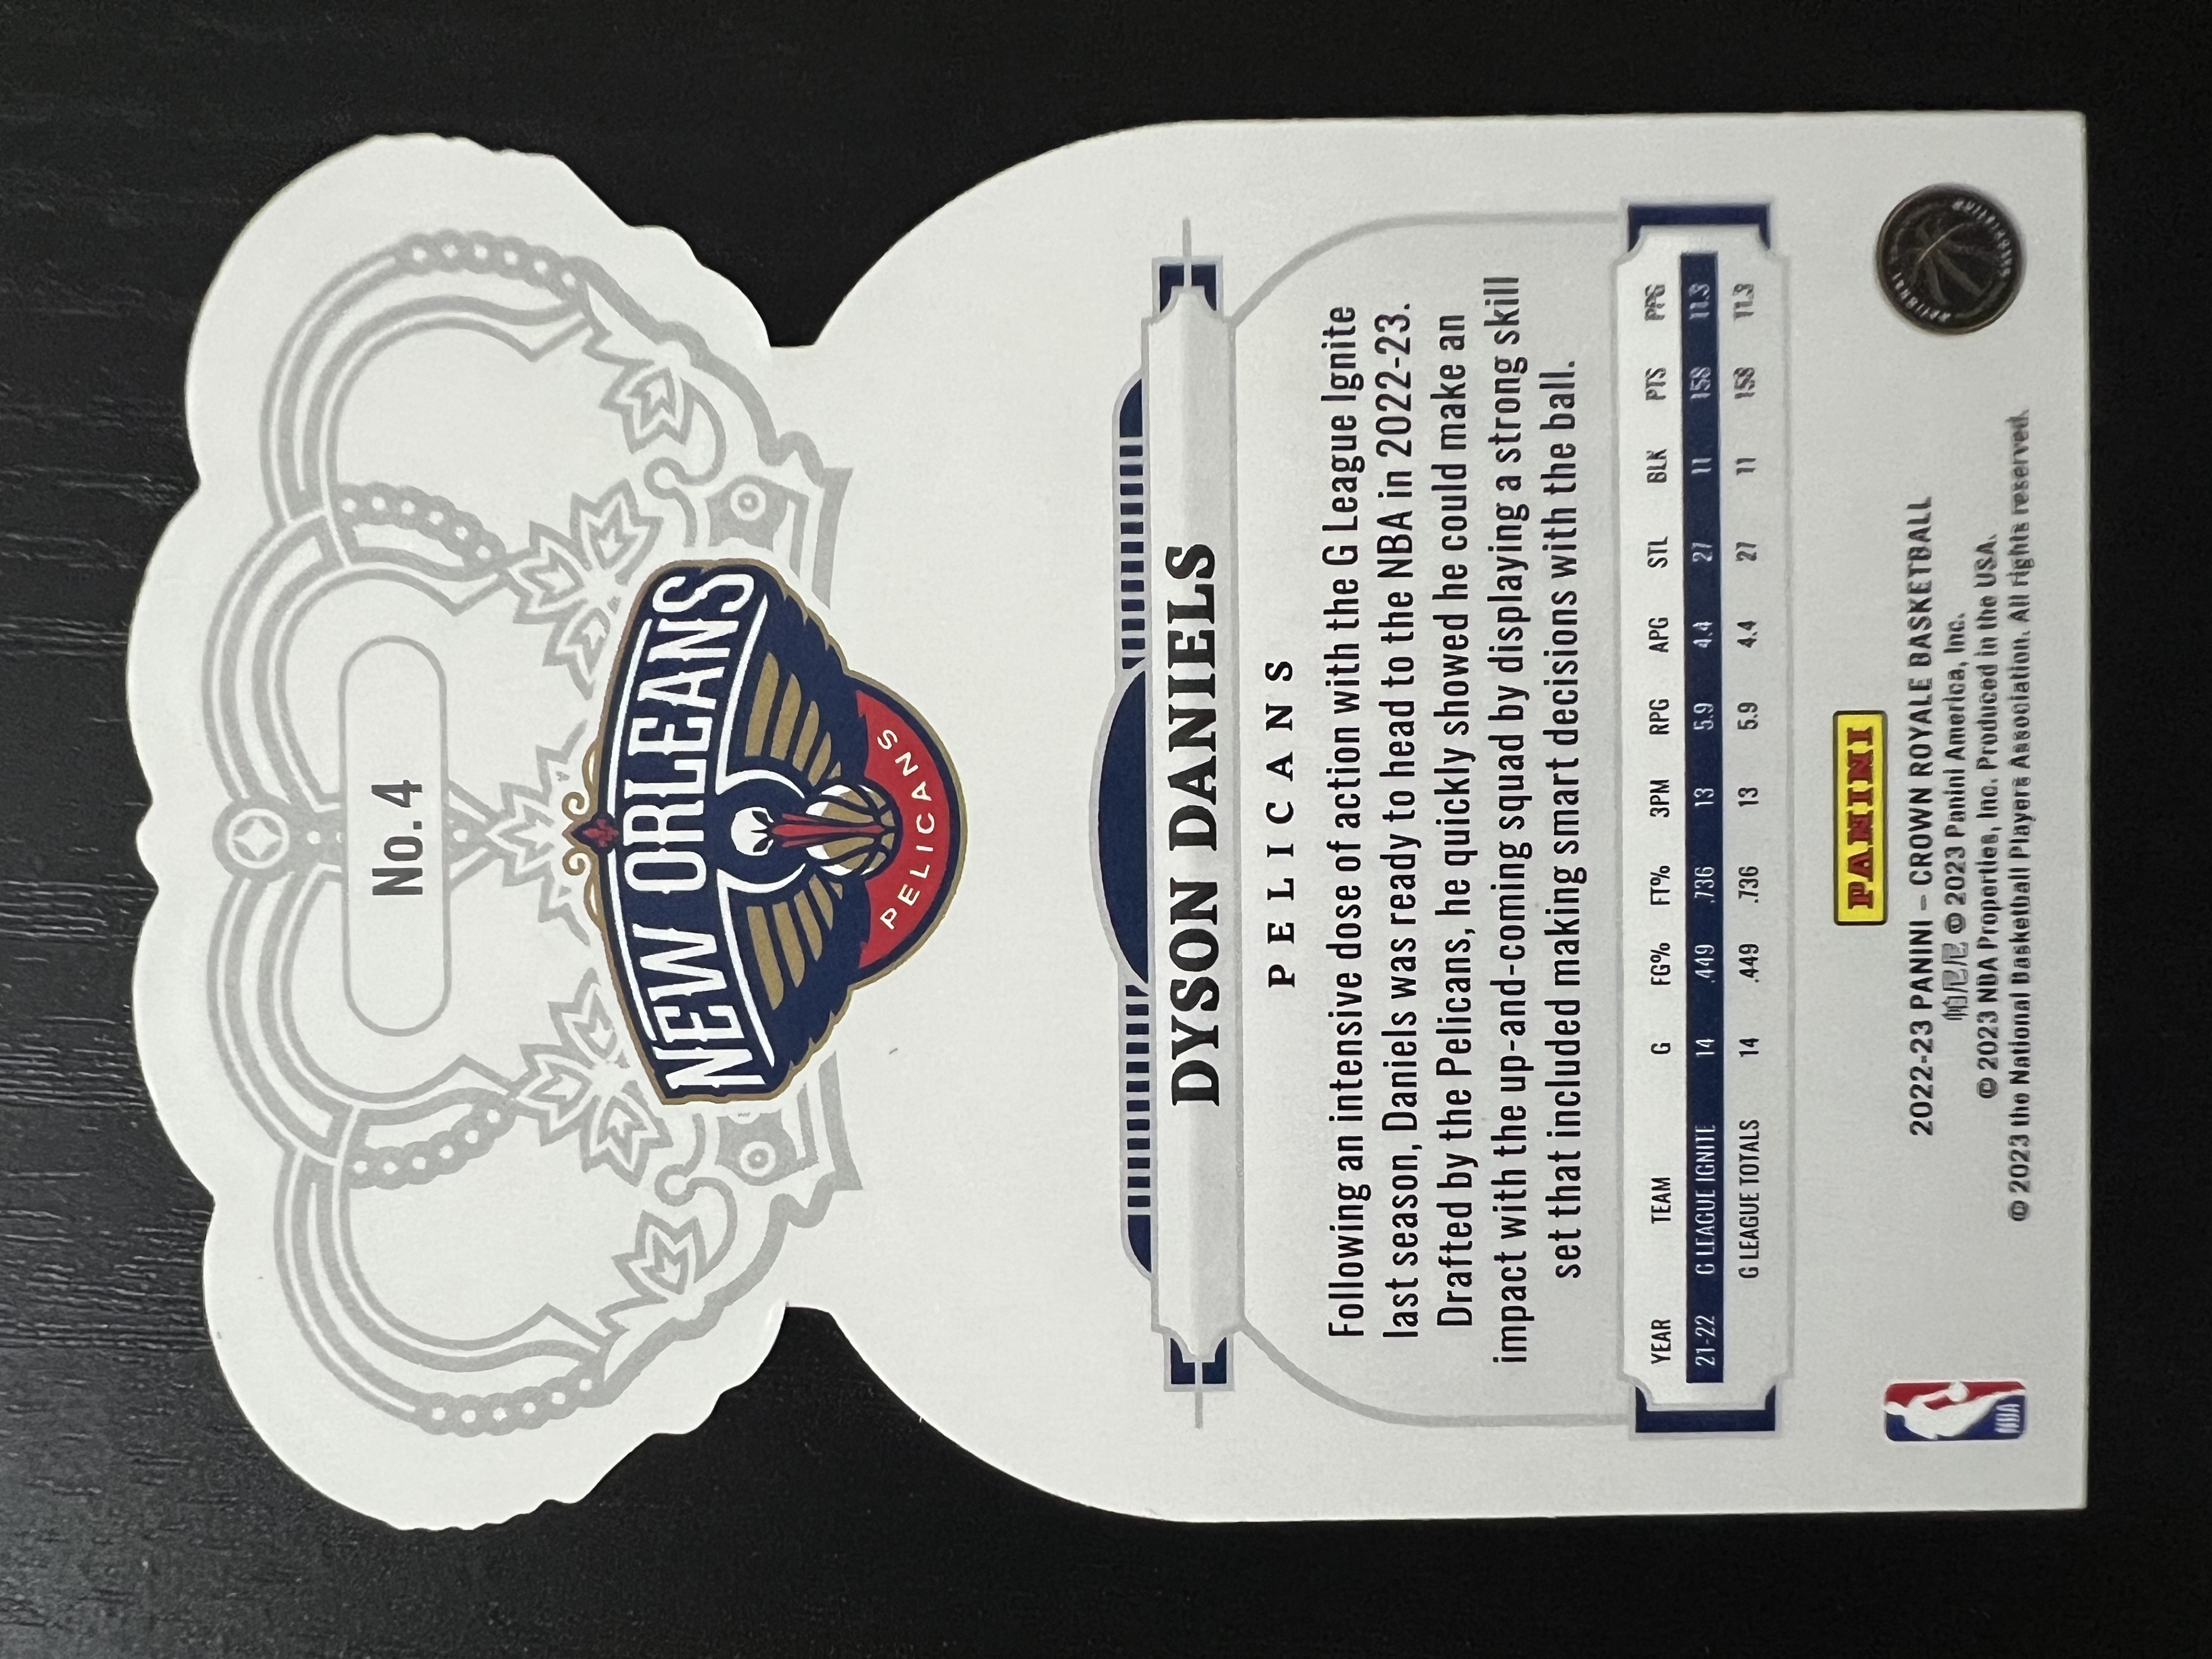 No. 4
NEW ORLEANS
PELICANS
DYSON DANIELS
PELICANS
Following an intensive dose of action with the G League Ignite
last season, Daniels was ready to head to the NBA in 2022-23.
Drafted by the Pelicans, he quickly showed he could make an
impact with the up-and-coming squad by displaying a strong skill
set that included making smart decisions with the ball.
YEAR TEAM G FG% FT% 3PM RPG APG STL BLK PTS PPG
21-22 G LEAGUE IGNITE 14 .449 .736 13 5.9 4.4 27 11 158 11.3
G LEAGUE TOTALS 14 .449 .736 13 5.9 4.4 27 11 158 11.3
PANINI
2022-23 PANINI – CROWN ROYALE BASKETBALL
帕尼尼 © 2023 Panini America, Inc.
© 2023 NBA Properties, Inc. Produced in the USA.
© 2023 the National Basketball Players Association. All rights reserved.
NBA